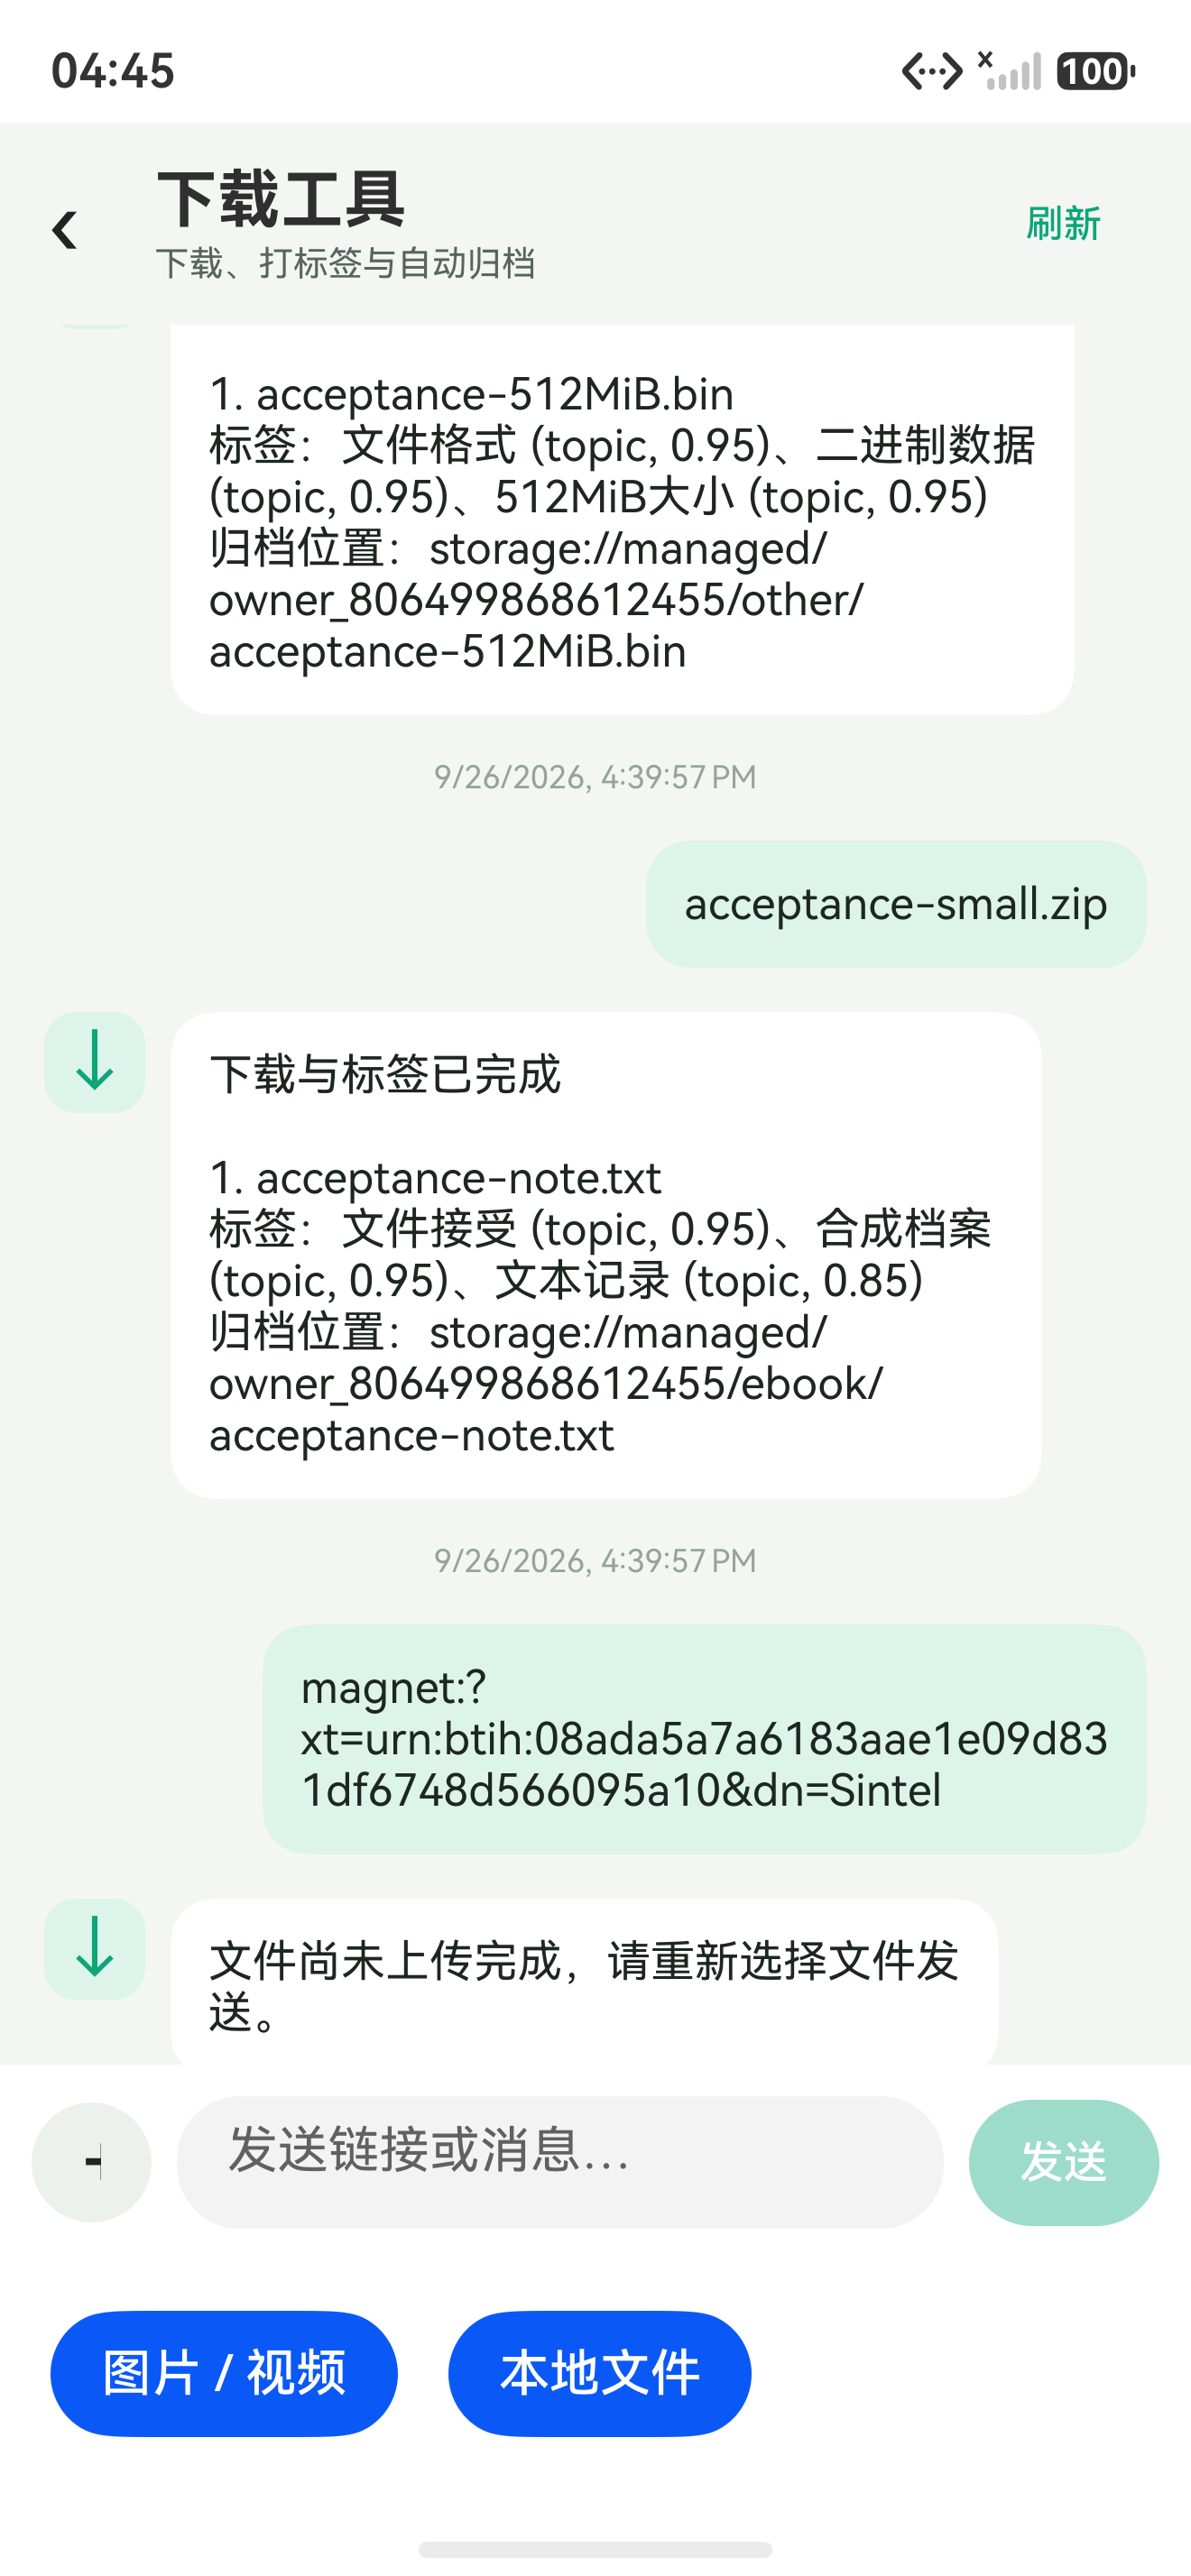 04:45
100
下载工具
下载、打标签与自动归档
刷新
1. acceptance-512MiB.bin
标签：文件格式 (topic, 0.95)、二进制数据
(topic, 0.95)、512MiB大小 (topic, 0.95)
归档位置：storage://managed/
owner_806499868612455/other/
acceptance-512MiB.bin
9/26/2026, 4:39:57 PM
acceptance-small.zip
下载与标签已完成
1. acceptance-note.txt
标签：文件接受 (topic, 0.95)、合成档案
(topic, 0.95)、文本记录 (topic, 0.85)
归档位置：storage://managed/
owner_806499868612455/ebook/
acceptance-note.txt
9/26/2026, 4:39:57 PM
magnet:?
xt=urn:btih:08ada5a7a6183aae1e09d83
1df6748d566095a10&dn=Sintel
文件尚未上传完成，请重新选择文件发
送。
发送链接或消息...
发送
图片 / 视频
本地文件